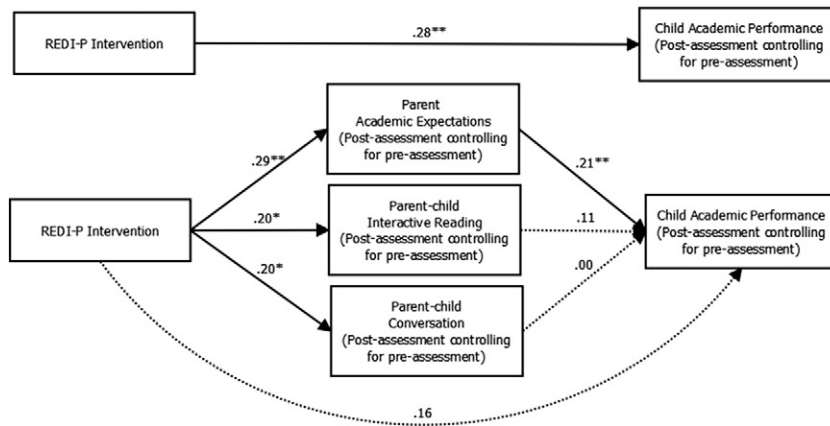 REDI-P Intervention
.28**
Child Academic Performance
(Post-assessment controlling
for pre-assessment)
Parent
Academic Expectations
(Post-assessment controlling
for pre-assessment)
.29**
.21**
REDI-P Intervention
.20*
Parent-child
Interactive Reading
(Post-assessment controlling
for pre-assessment)
.11
Child Academic Performance
(Post-assessment controlling
for pre-assessment)
.20*
.00
Parent-child
Conversation
(Post-assessment controlling
for pre-assessment)
.16